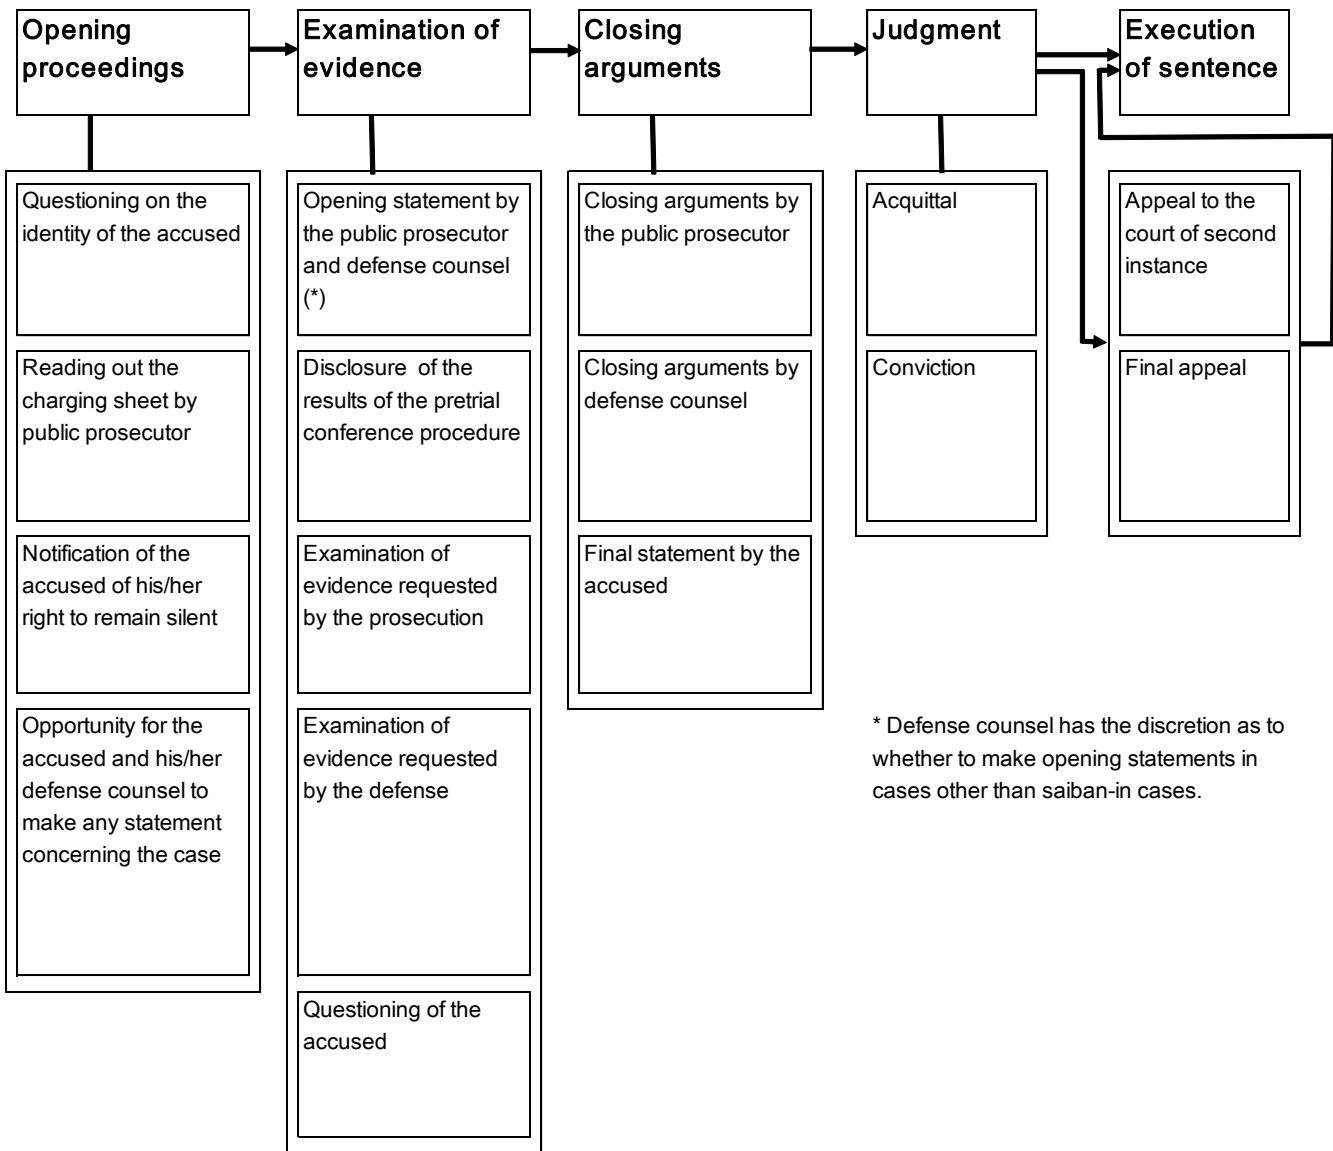 Opening
proceedings
Examination of
evidence
Closing
arguments
Judgment
Execution
of sentence
Questioning on the
identity of the accused
Reading out the
charging sheet by
public prosecutor
Notification of the
accused of his/her
right to remain silent
Opportunity for the
accused and his/her
defense counsel to
make any statement
concerning the case
Opening statement by
the public prosecutor
and defense counsel
(*)
Disclosure of the
results of the pretrial
conference procedure
Examination of
evidence requested
by the prosecution
Examination of
evidence requested
by the defense
Questioning of the
accused
Closing arguments by
the public prosecutor
Closing arguments by
defense counsel
Final statement by the
accused
Acquittal
Conviction
Appeal to the
court of second
instance
Final appeal
* Defense counsel has the discretion as to
whether to make opening statements in
cases other than saiban-in cases.